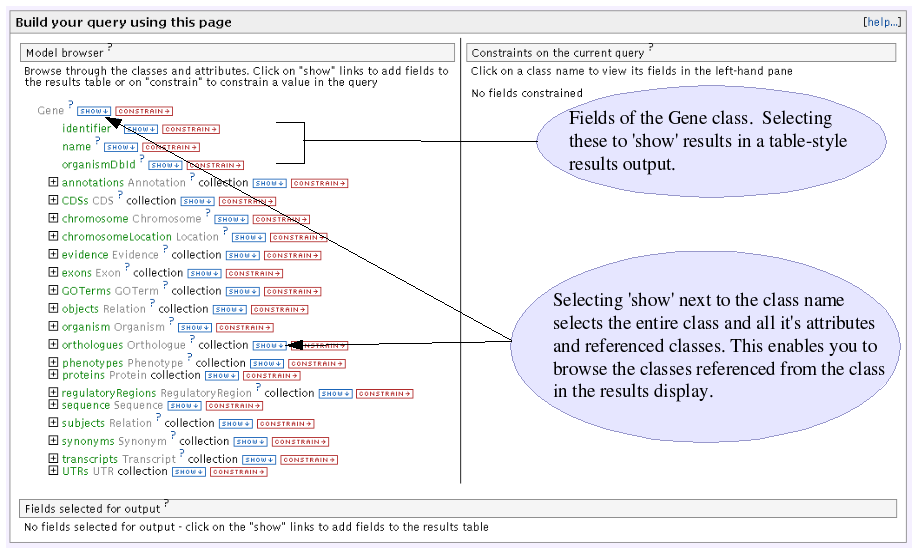 Build your query using this page [help...]
Model browser ?
Browse through the classes and attributes. Click on "show" links to add fields to
the results table or on "constrain" to constrain a value in the query
Gene ? SHOW↓ CONSTRAIN→
identifier SHOW↓ CONSTRAIN→
name ? SHOW↓ CONSTRAIN→
organismDbId ? SHOW↓ CONSTRAIN→
+ annotations Annotation ? collection SHOW↓ CONSTRAIN→
+ CDSs CDS ? collection SHOW↓ CONSTRAIN→
+ chromosome Chromosome ? SHOW↓ CONSTRAIN→
+ chromosomeLocation Location ? SHOW↓ CONSTRAIN→
+ evidence Evidence ? collection SHOW↓ CONSTRAIN→
+ exons Exon ? collection SHOW↓ CONSTRAIN→
+ GOTerms GOTerm ? collection SHOW↓ CONSTRAIN→
+ objects Relation ? collection SHOW↓ CONSTRAIN→
+ organism Organism ? SHOW↓ CONSTRAIN→
+ orthologues Orthologue ? collection SHOW↓ CONSTRAIN→
+ phenotypes Phenotype ? collection SHOW↓ CONSTRAIN→
+ proteins Protein collection SHOW↓ CONSTRAIN→
+ regulatoryRegions RegulatoryRegion ? collection SHOW↓ CONSTRAIN→
+ sequence Sequence SHOW↓ CONSTRAIN→
+ subjects Relation ? collection SHOW↓ CONSTRAIN→
+ synonyms Synonym ? collection SHOW↓ CONSTRAIN→
+ transcripts Transcript ? collection SHOW↓ CONSTRAIN→
+ UTRs UTR collection SHOW↓ CONSTRAIN→
Constraints on the current query ?
Click on a class name to view its fields in the left-hand pane
No fields constrained
Fields of the Gene class. Selecting
these to 'show' results in a table-style
results output.
Selecting 'show' next to the class name
selects the entire class and all it's attributes
and referenced classes. This enables you to
browse the classes referenced from the class
in the results display.
Fields selected for output ?
No fields selected for output - click on the "show" links to add fields to the results table